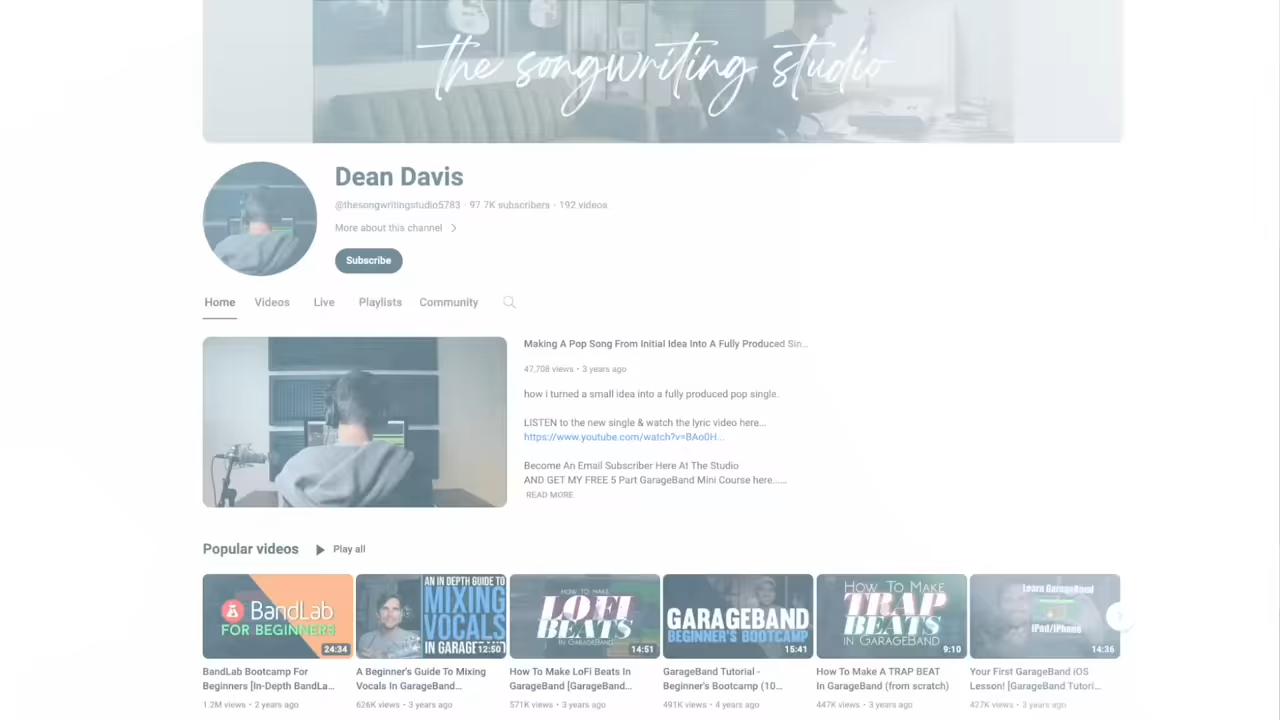 the songwriting studio
Dean Davis
@thesongwritingstudio5783 · 97.7K subscribers · 192 videos
More about this channel
Subscribe
Home Videos Live Playlists Community
Making A Pop Song From Initial Idea Into A Fully Produced Sin...
47,708 views • 3 years ago
how i turned a small idea into a fully produced pop single.
LISTEN to the new single & watch the lyric video here...
https://www.youtube.com/watch?v=BAo0H...
Become An Email Subscriber Here At The Studio
AND GET MY FREE 5 Part GarageBand Mini Course here......
READ MORE
Popular videos Play all
BandLab
FOR BEGINNERS
24:34
AN IN DEPTH GUIDE TO
MIXING
VOCALS
IN GARAGE
12:50
HOW TO MAKE
LOFI
BEATS
IN GARAGEBAND
14:51
GARAGEBAND
BEGINNER'S BOOTCAMP
15:41
HOW TO MAKE
TRAP
BEATS
IN GARAGEBAND
9:10
Learn GarageBand
iPad/iPhone
14:36
BandLab Bootcamp For
Beginners [In-Depth BandLa...
1.2M views • 2 years ago
A Beginner's Guide To Mixing
Vocals In GarageBand...
626K views • 3 years ago
How To Make LoFi Beats In
GarageBand [GarageBand...
571K views • 3 years ago
GarageBand Tutorial -
Beginner's Bootcamp (10...
491K views • 4 years ago
How To Make A TRAP BEAT
In GarageBand (from scratch)
447K views • 3 years ago
Your First GarageBand iOS
Lesson! [GarageBand Tutori...
427K views • 3 years ago